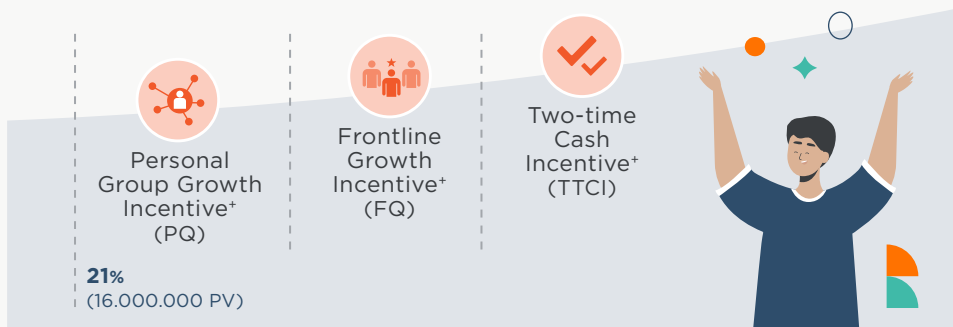 Personal
Group Growth
Incentive+
(PQ)
21%
(16.000.000 PV)
Frontline
Growth
Incentive+
(FQ)
Two-time
Cash
Incentive+
(TTCI)